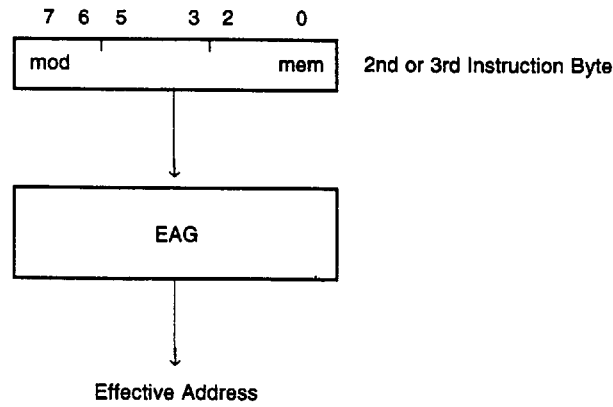 7 6 5 3 2 0
mod mem 2nd or 3rd Instruction Byte
EAG
Effective Address